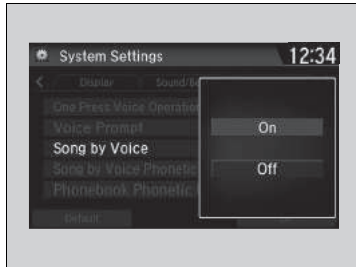 System Settings
12:34
Display
Sound/Be
One Press Voice Operation
Voice Prompt
Song by Voice
Song by Voice Phonetic
Phonebook Phonetic
On
Off
Default